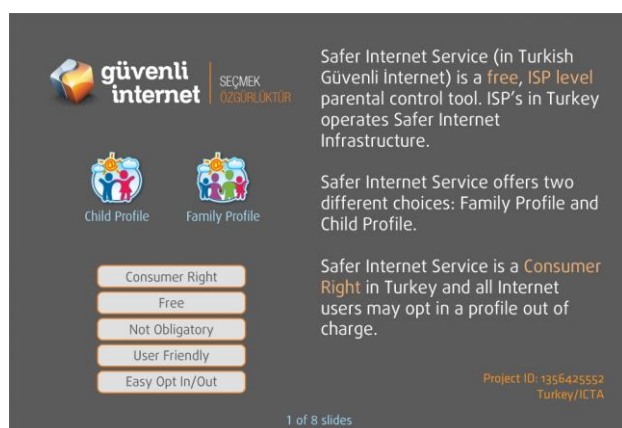 güvenli
internet
SEÇMEK
ÖZGÜRLÜKTÜR
Child Profile
Family Profile
Consumer Right
Free
Not Obligatory
User Friendly
Easy Opt In/Out
Safer Internet Service (in Turkish
Güvenli İnternet) is a free, ISP level
parental control tool. ISP's in Turkey
operates Safer Internet
Infrastructure.
Safer Internet Service offers two
different choices: Family Profile and
Child Profile.
Safer Internet Service is a Consumer
Right in Turkey and all Internet
users may opt in a profile out of
charge.
Project ID: 1356425552
Turkey/ICTA
1 of 8 slides